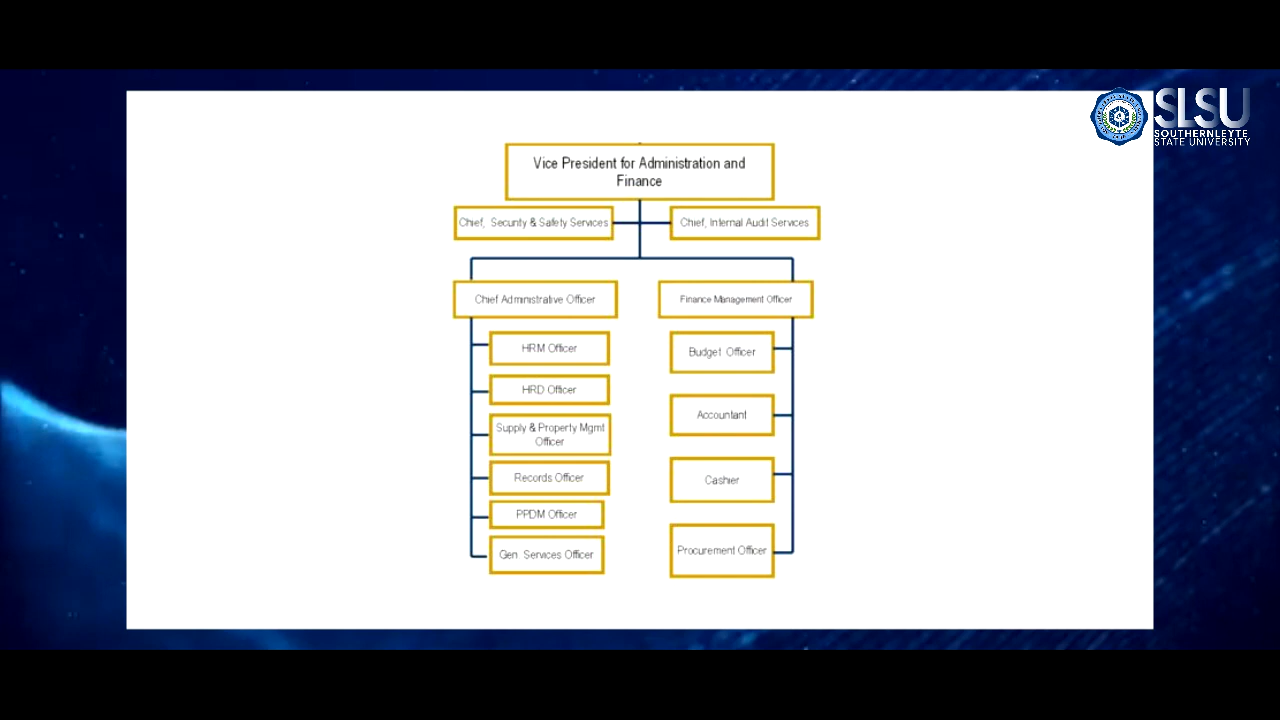 SLSU
SOUTHERN LEYTE
STATE UNIVERSITY
Vice President for Administration and
Finance
Chief, Security & Safety Services
Chief, Internal Audit Services
Chief Administrative Officer
Finance Management Officer
HRM Officer
Budget Officer
HRD Officer
Accountant
Supply & Property Mgmt
Officer
Records Officer
Cashier
PPDM Officer
Gen Services Officer
Procurement Officer